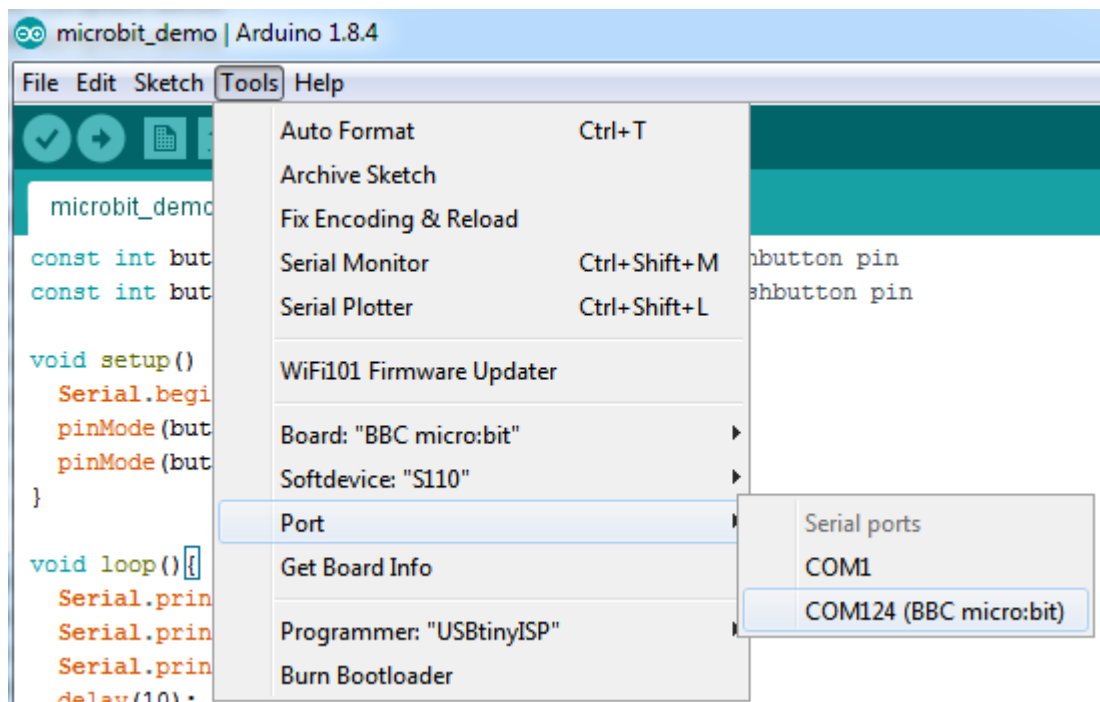 microbit_demo | Arduino 1.8.4
File Edit Sketch Tools Help
microbit_demo
Auto Format Ctrl+T
Archive Sketch
Fix Encoding & Reload
Serial Monitor Ctrl+Shift+M
Serial Plotter Ctrl+Shift+L
WiFi101 Firmware Updater
Board: "BBC micro:bit"
Softdevice: "S110"
Port
Get Board Info
Programmer: "USBtinyISP"
Burn Bootloader
Serial ports
COM1
COM124 (BBC micro:bit)
const int but hbutton pin
const int but shbutton pin
void setup()
Serial.begi
pinMode(but
pinMode(but
}
void loop(){
Serial.prin
Serial.prin
Serial.prin
delay(10);